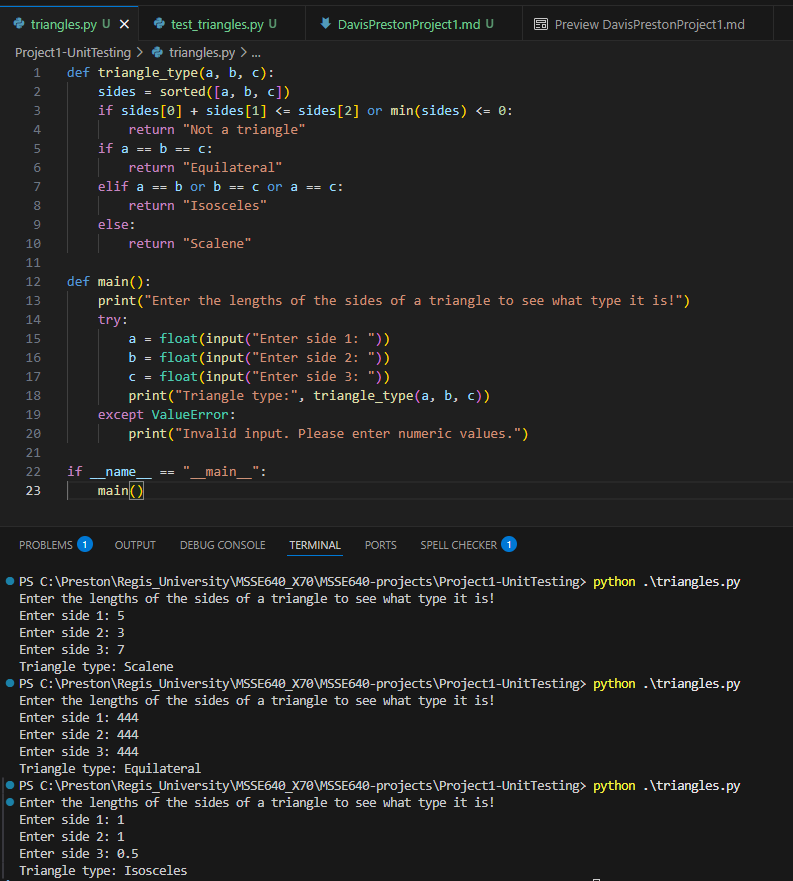 triangles.py U × test_triangles.py U DavisPrestonProject1.md U Preview DavisPrestonProject1.md
Project1-UnitTesting > triangles.py > ...
1 def triangle_type(a, b, c):
2     sides = sorted([a, b, c])
3     if sides[0] + sides[1] <= sides[2] or min(sides) <= 0:
4         return "Not a triangle"
5     if a == b == c:
6         return "Equilateral"
7     elif a == b or b == c or a == c:
8         return "Isosceles"
9     else:
10         return "Scalene"
11
12 def main():
13     print("Enter the lengths of the sides of a triangle to see what type it is!")
14     try:
15         a = float(input("Enter side 1: "))
16         b = float(input("Enter side 2: "))
17         c = float(input("Enter side 3: "))
18         print("Triangle type:", triangle_type(a, b, c))
19     except ValueError:
20         print("Invalid input. Please enter numeric values.")
21
22 if __name__ == "__main__":
23     main()
PROBLEMS 1 OUTPUT DEBUG CONSOLE TERMINAL PORTS SPELL CHECKER 1
PS C:\Preston\Regis_University\MSSE640_X70\MSSE640-projects\Project1-UnitTesting> python .\triangles.py
Enter the lengths of the sides of a triangle to see what type it is!
Enter side 1: 5
Enter side 2: 3
Enter side 3: 7
Triangle type: Scalene
PS C:\Preston\Regis_University\MSSE640_X70\MSSE640-projects\Project1-UnitTesting> python .\triangles.py
Enter the lengths of the sides of a triangle to see what type it is!
Enter side 1: 444
Enter side 2: 444
Enter side 3: 444
Triangle type: Equilateral
PS C:\Preston\Regis_University\MSSE640_X70\MSSE640-projects\Project1-UnitTesting> python .\triangles.py
Enter the lengths of the sides of a triangle to see what type it is!
Enter side 1: 1
Enter side 2: 1
Enter side 3: 0.5
Triangle type: Isosceles